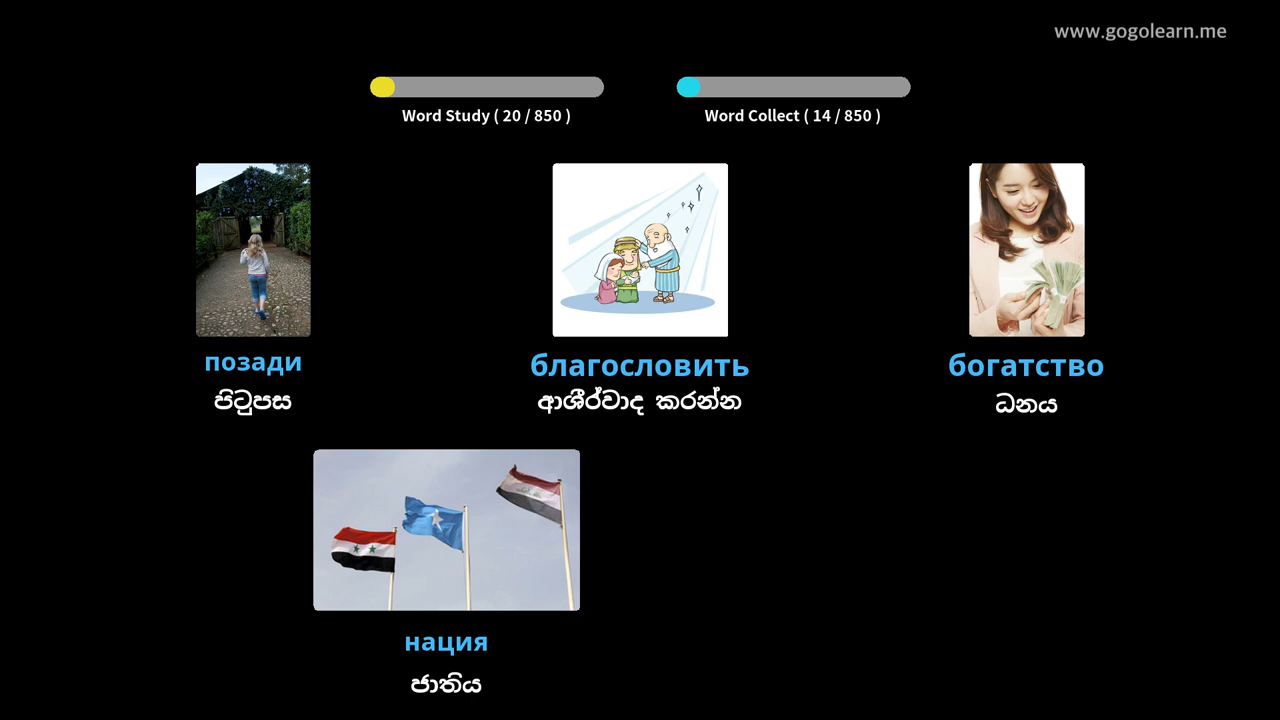 www.gogolearn.me
Word Study ( 20 / 850 )
Word Collect ( 14 / 850 )
позади
පිටුපස
благословить
ආශීර්වාද කරන්න
богатство
ධනය
нация
ජාතිය